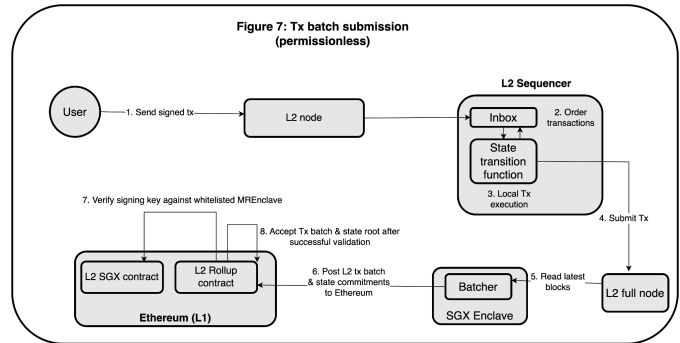 Figure 7: Tx batch submission
(permissionless)
L2 Sequencer
User
1. Send signed tx
L2 node
Inbox
2. Order
transactions
State
transition
function
3. Local Tx
execution
4. Submit Tx
7. Verify signing key against whitelisted MREnclave
8. Accept Tx batch & state root after
successful validation
L2 SGX contract
L2 Rollup
contract
Ethereum (L1)
6. Post L2 tx batch
& state commitments
to Ethereum
Batcher
SGX Enclave
5. Read latest
blocks
L2 full node